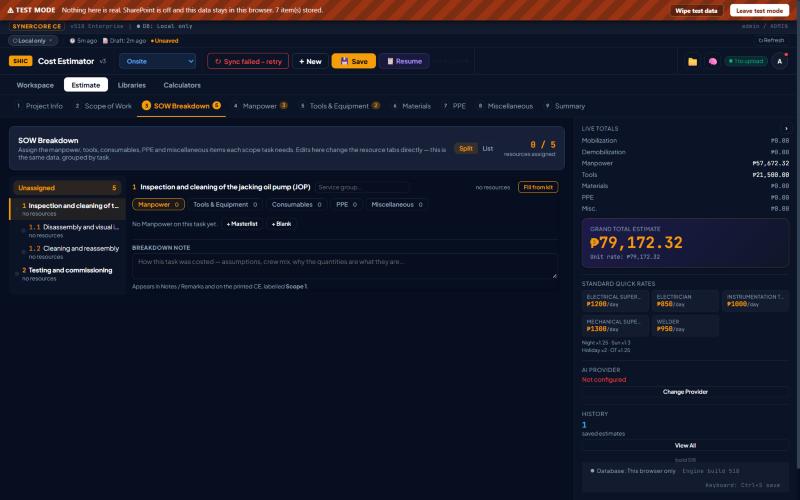 ⚠ TEST MODE Nothing here is real. SharePoint is off and this data stays in this browser. 7 item(s) stored. Wipe test data Leave test mode
SYNERCORE CE v518 Enterprise | ● DB: Local only admin / ADMIN
Local only 5m ago Draft: 2m ago ● Unsaved ↻ Refresh
SHIC Cost Estimator v3 Onsite ↻ Sync failed – retry + New Save Resume 1 to upload A
Workspace Estimate Libraries Calculators
1 Project Info 2 Scope of Work 3 SOW Breakdown 5 4 Manpower 3 5 Tools & Equipment 2 6 Materials 7 PPE 8 Miscellaneous 9 Summary
SOW Breakdown
Assign the manpower, tools, consumables, PPE and miscellaneous items each scope task needs. Edits here change the resource tabs directly — this is
the same data, grouped by task.
Split List
0 / 5
resources assigned
Unassigned 5
1 Inspection and cleaning of t...
no resources
1.1 Disassembly and visual i...
no resources
1.2 Cleaning and reassembly
no resources
2 Testing and commissioning
no resources
1 Inspection and cleaning of the jacking oil pump (JOP) Service group... no resources Fill from kit
Manpower 0 Tools & Equipment 0 Consumables 0 PPE 0 Miscellaneous 0
No Manpower on this task yet. + Masterlist + Blank
BREAKDOWN NOTE
How this task was costed — assumptions, crew mix, why the quantities are what they are...
Appears in Notes / Remarks and on the printed CE, labelled Scope 1.
LIVE TOTALS ›
Mobilization ₱0.00
Demobilization ₱0.00
Manpower ₱57,672.32
Tools ₱21,500.00
Materials ₱0.00
PPE ₱0.00
Misc. ₱0.00
GRAND TOTAL ESTIMATE
₱79,172.32
Unit rate: ₱79,172.32
STANDARD QUICK RATES
ELECTRICAL SUPER... ELECTRICIAN INSTRUMENTATION T...
₱1200/day ₱850/day ₱1000/day
MECHANICAL SUPE... WELDER
₱1300/day ₱950/day
Night ×1.25 · Sun ×1.3
Holiday ×2 · OT ×1.25
AI PROVIDER
Not configured
Change Provider
HISTORY
1
saved estimates
View All
build 518
● Database: This browser only Engine build 518
Keyboard: Ctrl+S save